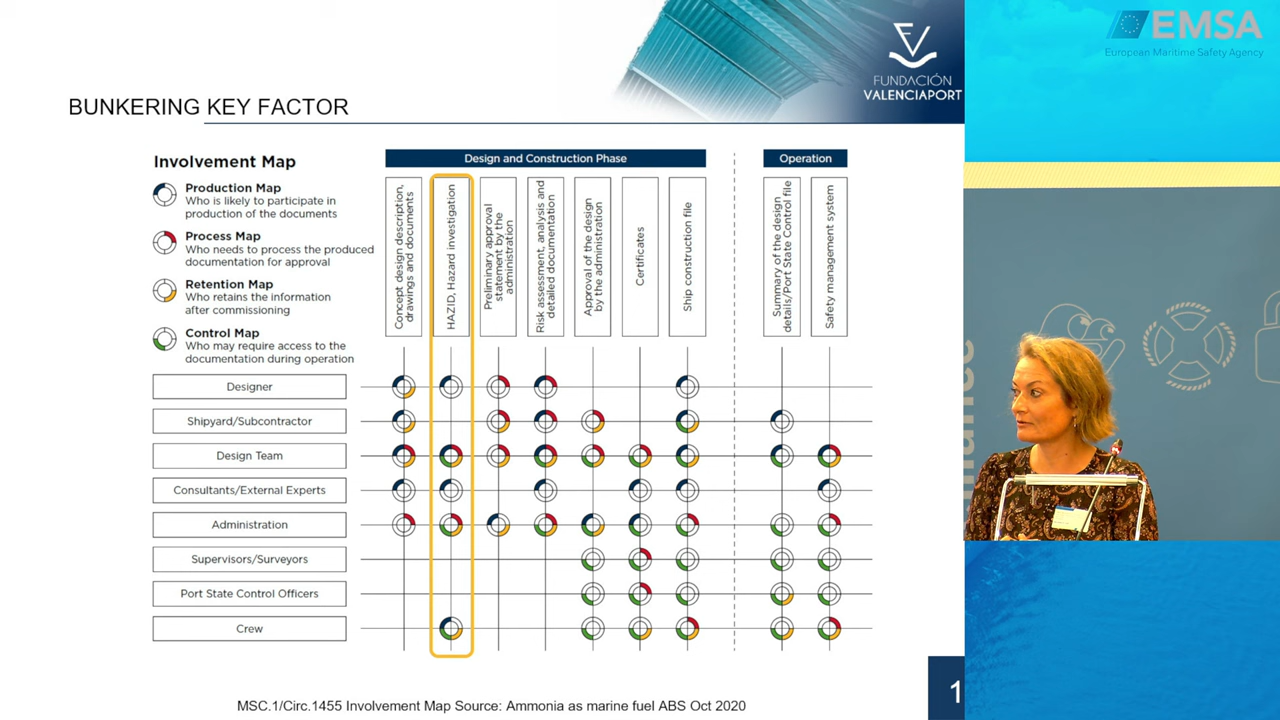 EMSA
European Maritime Safety Agency
FUNDACIÓN
VALENCIAPORT
BUNKERING KEY FACTOR
Involvement Map
Production Map
Who is likely to participate in
production of the documents
Process Map
Who needs to process the produced
documentation for approval
Retention Map
Who retains the information
after commissioning
Control Map
Who may require access to the
documentation during operation
Design and Construction Phase
Operation
Concept design description,
drawings and documents
HAZID, Hazard investigation
Preliminary approval
statement by the
administration
Risk assessment, analysis and
detailed documentation
Approval of the design
by the administration
Certificates
Ship construction file
Summary of the design
details/Port State Control file
Safety management system
Designer
Shipyard/Subcontractor
Design Team
Consultants/External Experts
Administration
Supervisors/Surveyors
Port State Control Officers
Crew
1
MSC.1/Circ.1455 Involvement Map Source: Ammonia as marine fuel ABS Oct 2020